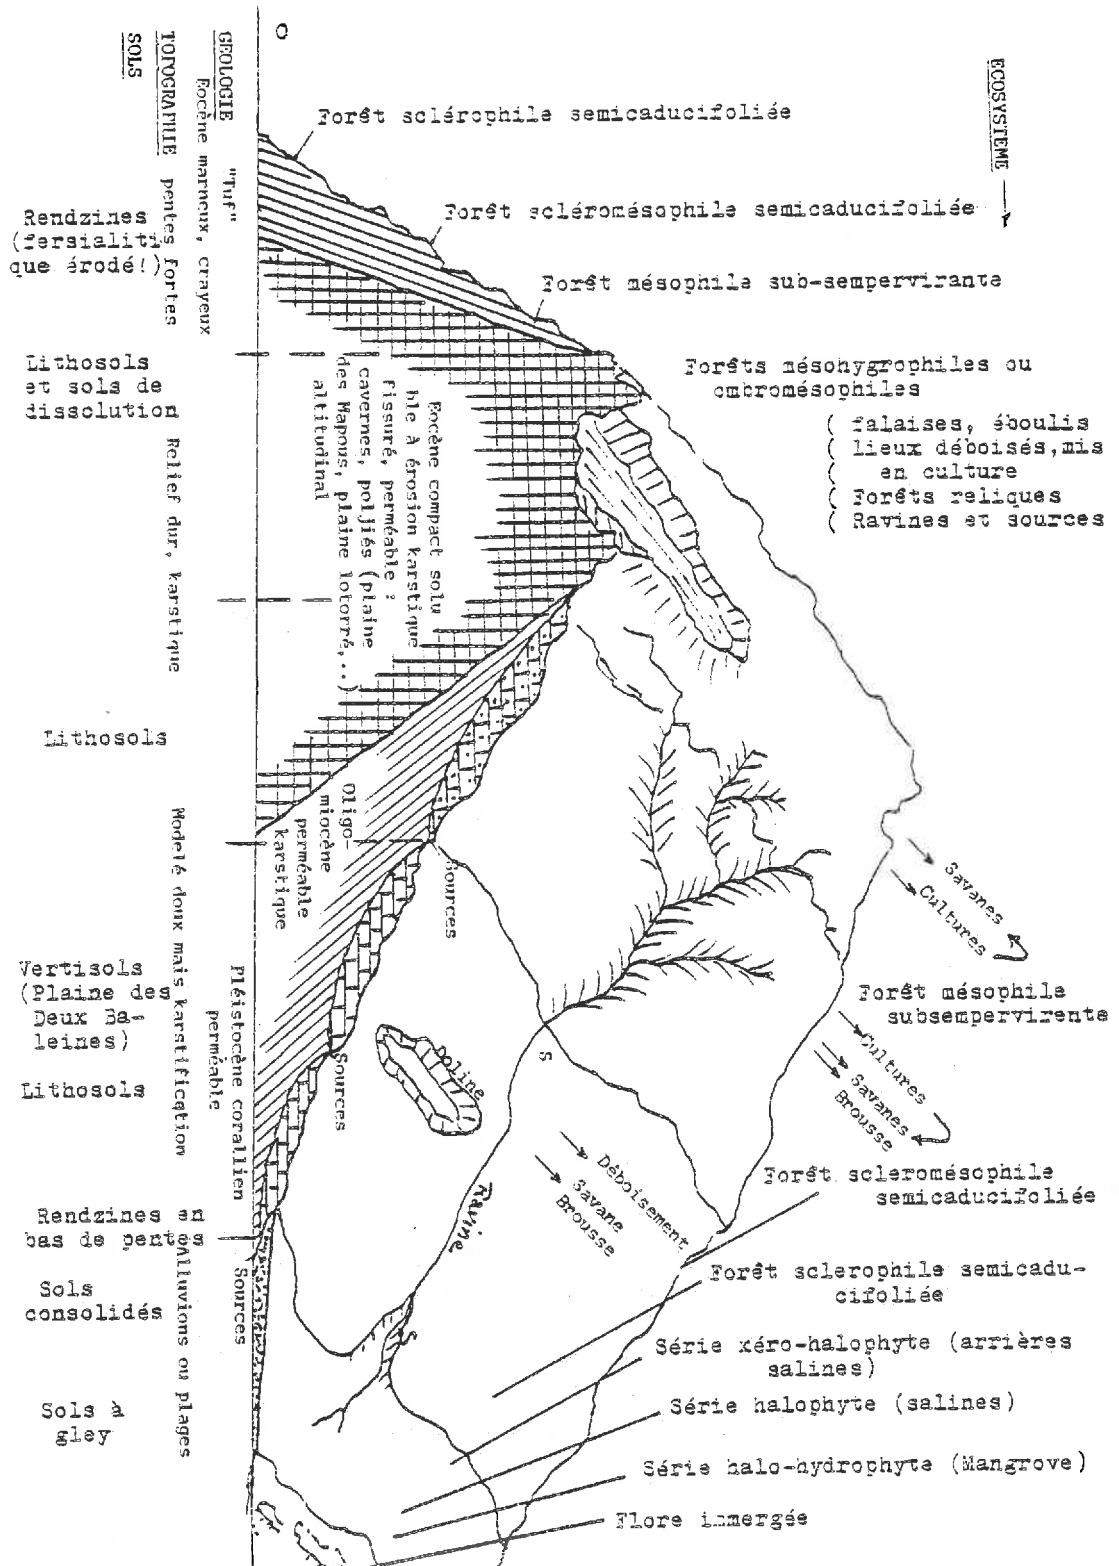 O
ECOSYSTEME
GEOLOGIE
TOPOGRAPHIE
SOLS
Eocène marneux, crayeux
"Tuf"
pentes fortes
Forêt sclérophile semicaducifoliée
Forêt scléromésophile semicaducifoliée
Forêt mésophile sub-sempervirante
Forêts mésohygrophiles ou
ombromésophiles
( falaises, éboulis
( lieux déboisés,mis
( en culture
( Forêts reliques
( Ravines et sources
Rendzines
(fersialiti
que érodé!)
Lithosols
et sols de
dissolution
Relief dur, karstique
Eocène compact solu
ble à érosion karstique
fissuré, perméable :
cavernes, poljiés (plaine
des Mapous, plaine lotorré,..)
altitudinal
Lithosols
Modelé doux mais karstification
Oligo-
miocène
perméable
karstique
Sources
Savanes
Cultures
Vertisols
(Plaine des
Deux Ba-
leines)
Lithosols
Pléistocène corallien
perméable
Sources
Doline
S
Forêt mésophile
subsempervirente
Cultures
Savanes
Brousse
Déboisement
Savane
Brousse
Ravine
Forêt scleromésophile
semicaducifoliée
Rendzines en
bas de pentes
Sols
consolidés
Alluvions ou plages
Sources
Sols à
gley
Forêt sclerophile semicadu-
cifoliée
Série xéro-halophyte (arrières
salines)
Série halophyte (salines)
Série halo-hydrophyte (Mangrove)
Flore immergée